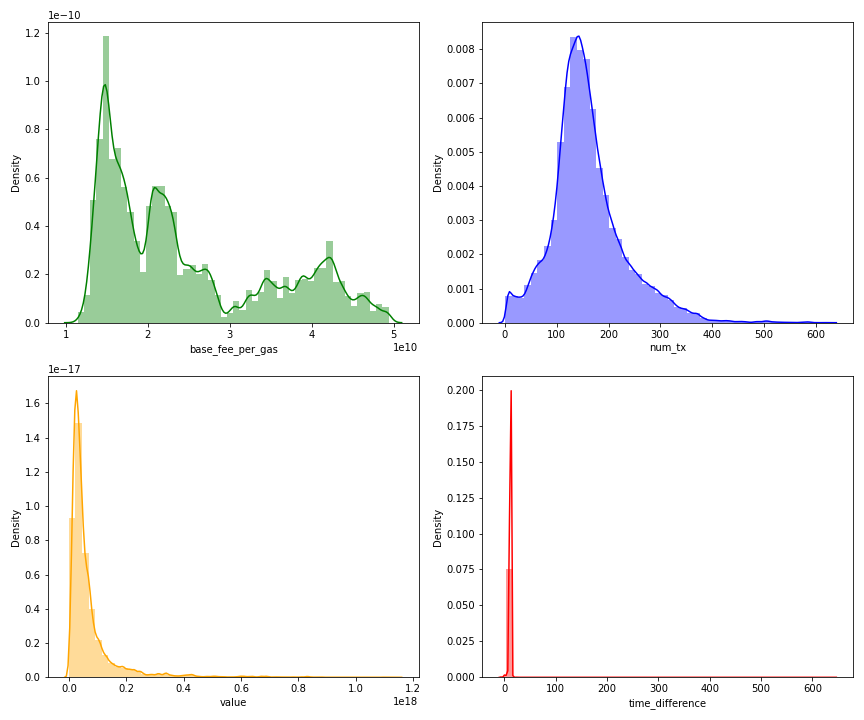 1e−10
1.2
1.0
0.8
0.6
0.4
0.2
0.0
Density
1 2 3 4 5
1e10
base_fee_per_gas
0.008
0.007
0.006
0.005
0.004
0.003
0.002
0.001
0.000
Density
0 100 200 300 400 500 600
num_tx
1e−17
1.6
1.4
1.2
1.0
0.8
0.6
0.4
0.2
0.0
Density
0.0 0.2 0.4 0.6 0.8 1.0 1.2
1e18
value
0.200
0.175
0.150
0.125
0.100
0.075
0.050
0.025
0.000
Density
0 100 200 300 400 500 600
time_difference